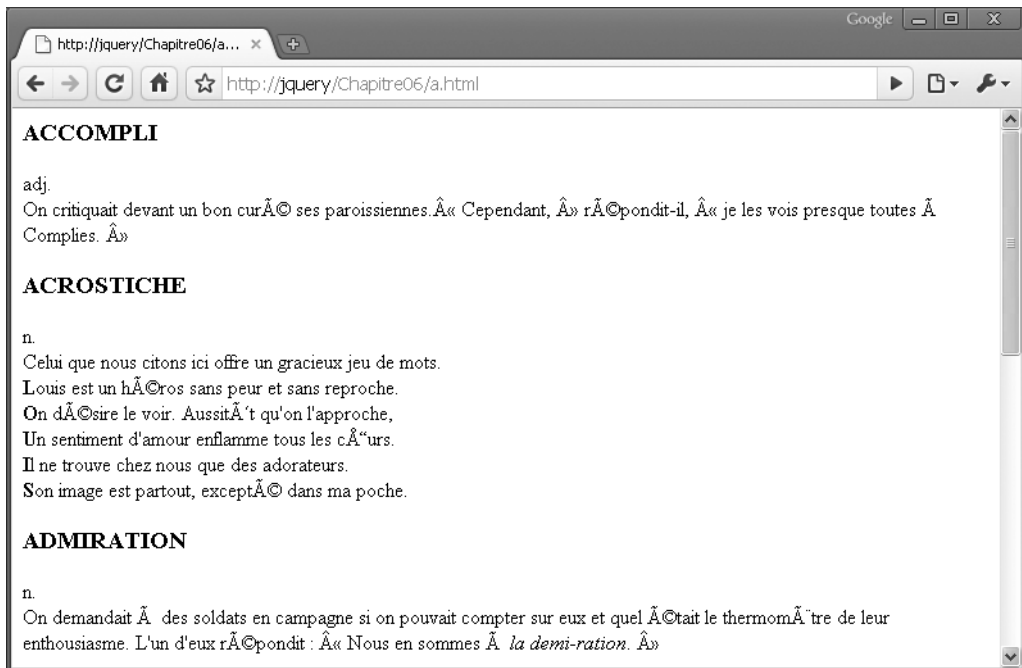 Google
http://jquery/Chapitre06/a...
http://jquery/Chapitre06/a.html
ACCOMPLI
adj.
On critiquait devant un bon curÃ© ses paroissiennes.Â« Cependant, Â» rÃ©pondit-il, Â« je les vois presque toutes Ã
Complies. Â»
ACROSTICHE
n.
Celui que nous citons ici offre un gracieux jeu de mots.
Louis est un hÃ©ros sans peur et sans reproche.
On dÃ©sire le voir. AussitÃ´t qu'on l'approche,
Un sentiment d'amour enflamme tous les cÅ“urs.
Il ne trouve chez nous que des adorateurs.
Son image est partout, exceptÃ© dans ma poche.
ADMIRATION
n.
On demandait Ã  des soldats en campagne si on pouvait compter sur eux et quel Ã©tait le thermomÃ¨tre de leur
enthousiasme. L'un d'eux rÃ©pondit : Â« Nous en sommes Ã  la demi-ration. Â»